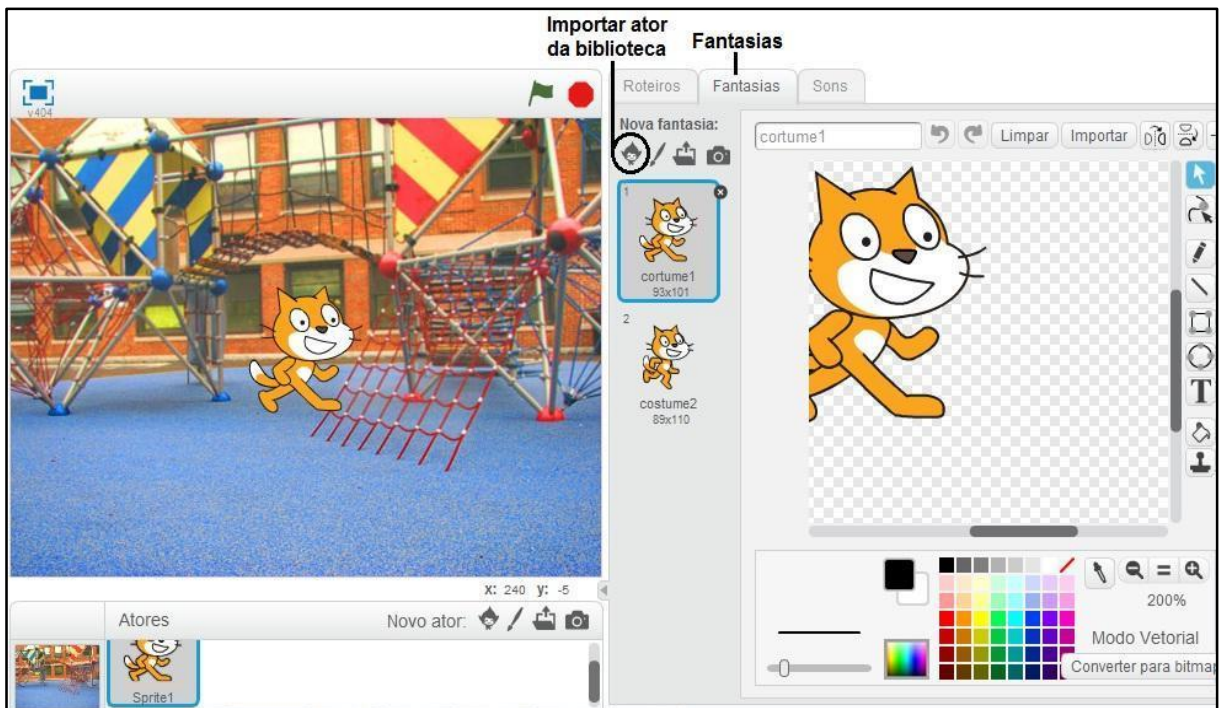 Importar ator
da biblioteca
Fantasias
v404
Roteiros
Fantasias
Sons
Nova fantasia:
cortume1
Limpar
Importar
1
cortume1
93x101
2
costume2
89x110
T
x: 240 y: -5
200%
Modo Vetorial
Converter para bitmap
Atores
Novo ator:
Sprite1